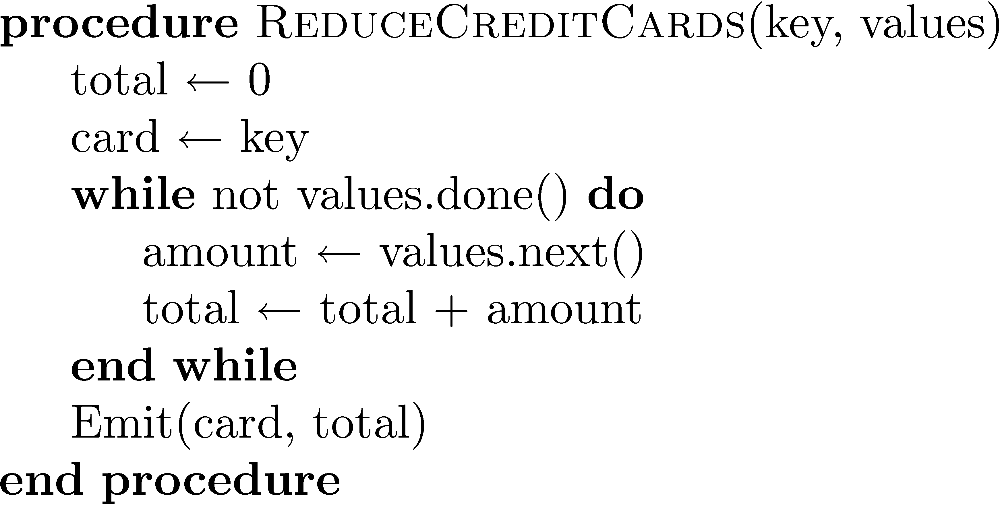 procedure ReduceCreditCards(key, values)
total ← 0
card ← key
while not values.done() do
amount ← values.next()
total ← total + amount
end while
Emit(card, total)
end procedure